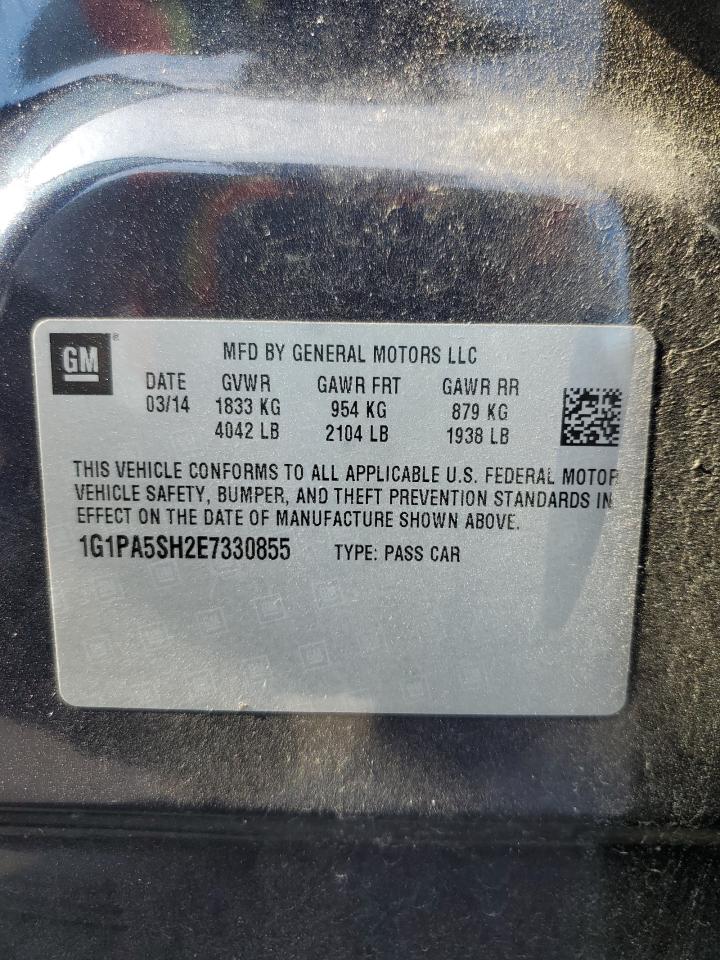 GM ®
MFD BY GENERAL MOTORS LLC
DATE GVWR GAWR FRT GAWR RR
03/14 1833 KG 954 KG 879 KG
4042 LB 2104 LB 1938 LB
THIS VEHICLE CONFORMS TO ALL APPLICABLE U.S. FEDERAL MOTOR
VEHICLE SAFETY, BUMPER, AND THEFT PREVENTION STANDARDS IN
EFFECT ON THE DATE OF MANUFACTURE SHOWN ABOVE.
1G1PA5SH2E7330855 TYPE: PASS CAR